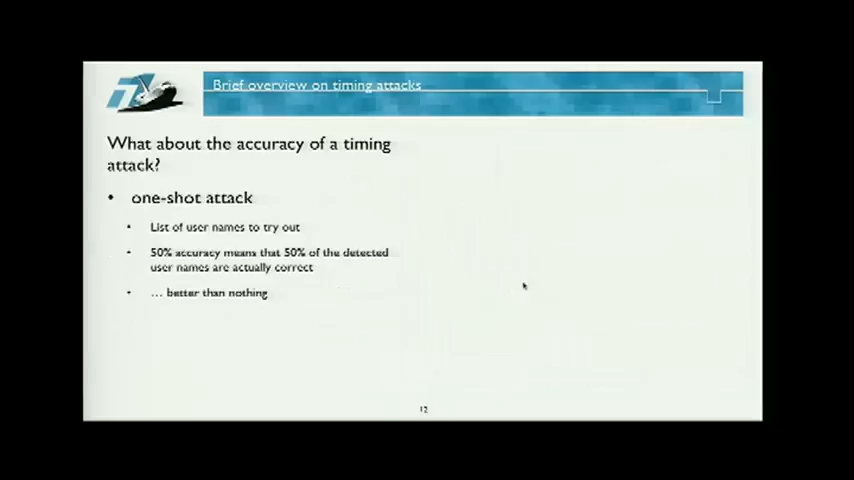 Brief overview on timing attacks
What about the accuracy of a timing
attack?
• one-shot attack
• List of user names to try out
• 50% accuracy means that 50% of the detected
user names are actually correct
• … better than nothing
12